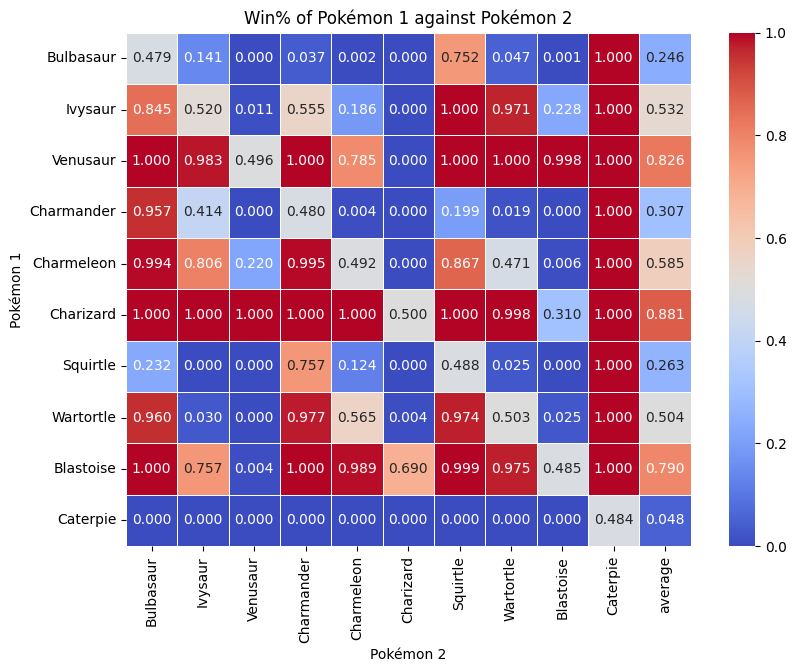 Win% of Pokémon 1 against Pokémon 2
Pokémon 1
Bulbasaur 0.479 0.141 0.000 0.037 0.002 0.000 0.752 0.047 0.001 1.000 0.246
Ivysaur 0.845 0.520 0.011 0.555 0.186 0.000 1.000 0.971 0.228 1.000 0.532
Venusaur 1.000 0.983 0.496 1.000 0.785 0.000 1.000 1.000 0.998 1.000 0.826
Charmander 0.957 0.414 0.000 0.480 0.004 0.000 0.199 0.019 0.000 1.000 0.307
Charmeleon 0.994 0.806 0.220 0.995 0.492 0.000 0.867 0.471 0.006 1.000 0.585
Charizard 1.000 1.000 1.000 1.000 1.000 0.500 1.000 0.998 0.310 1.000 0.881
Squirtle 0.232 0.000 0.000 0.757 0.124 0.000 0.488 0.025 0.000 1.000 0.263
Wartortle 0.960 0.030 0.000 0.977 0.565 0.004 0.974 0.503 0.025 1.000 0.504
Blastoise 1.000 0.757 0.004 1.000 0.989 0.690 0.999 0.975 0.485 1.000 0.790
Caterpie 0.000 0.000 0.000 0.000 0.000 0.000 0.000 0.000 0.000 0.484 0.048
Bulbasaur Ivysaur Venusaur Charmander Charmeleon Charizard Squirtle Wartortle Blastoise Caterpie average
Pokémon 2
1.0
0.8
0.6
0.4
0.2
0.0